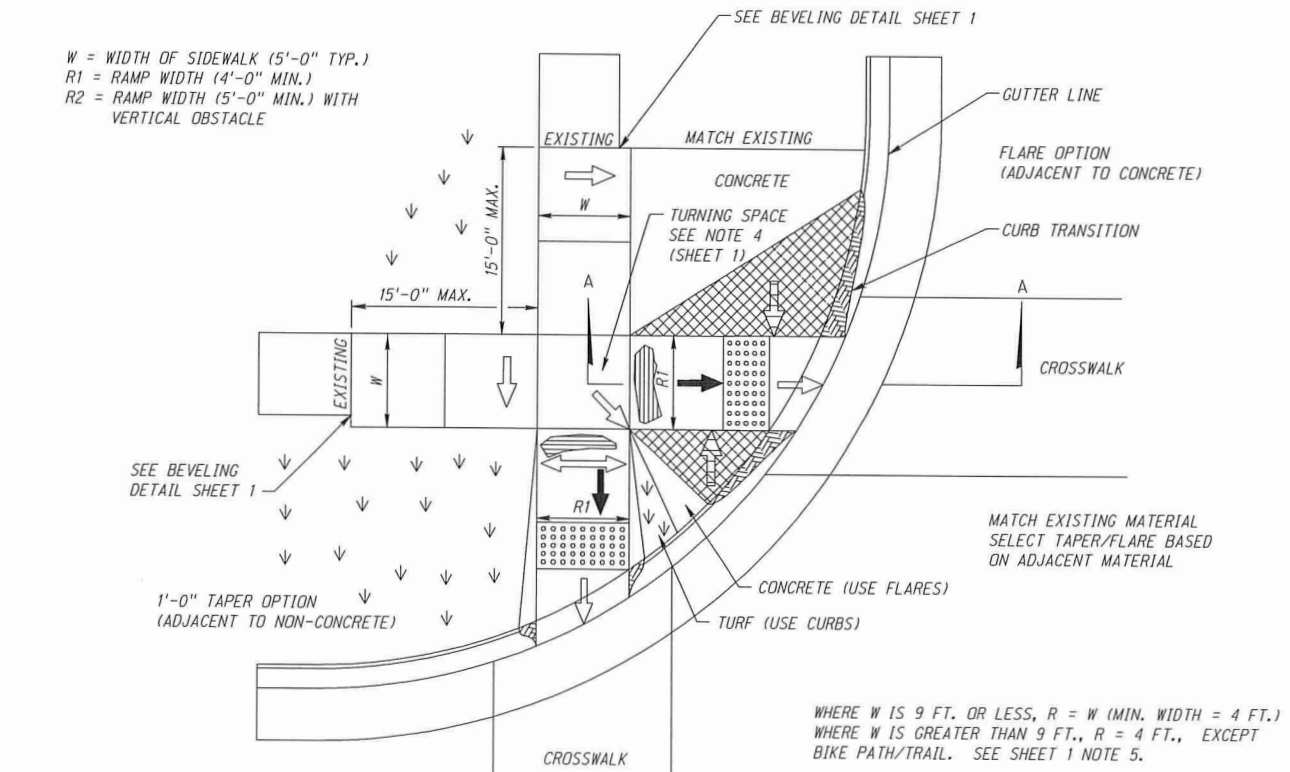 SEE BEVELING DETAIL SHEET 1
W = WIDTH OF SIDEWALK (5'-0" TYP.)
R1 = RAMP WIDTH (4'-0" MIN.)
R2 = RAMP WIDTH (5'-0" MIN.) WITH
VERTICAL OBSTACLE
GUTTER LINE
EXISTING
MATCH EXISTING
FLARE OPTION
(ADJACENT TO CONCRETE)
CONCRETE
15'-0" MAX.
W
TURNING SPACE
SEE NOTE 4
(SHEET 1)
CURB TRANSITION
A
A
15'-0" MAX.
EXISTING
W
R1
CROSSWALK
SEE BEVELING
DETAIL SHEET 1
R1
MATCH EXISTING MATERIAL
SELECT TAPER/FLARE BASED
ON ADJACENT MATERIAL
CONCRETE (USE FLARES)
1'-0" TAPER OPTION
(ADJACENT TO NON-CONCRETE)
TURF (USE CURBS)
WHERE W IS 9 FT. OR LESS, R = W (MIN. WIDTH = 4 FT.)
WHERE W IS GREATER THAN 9 FT., R = 4 FT., EXCEPT
BIKE PATH/TRAIL. SEE SHEET 1 NOTE 5.
CROSSWALK